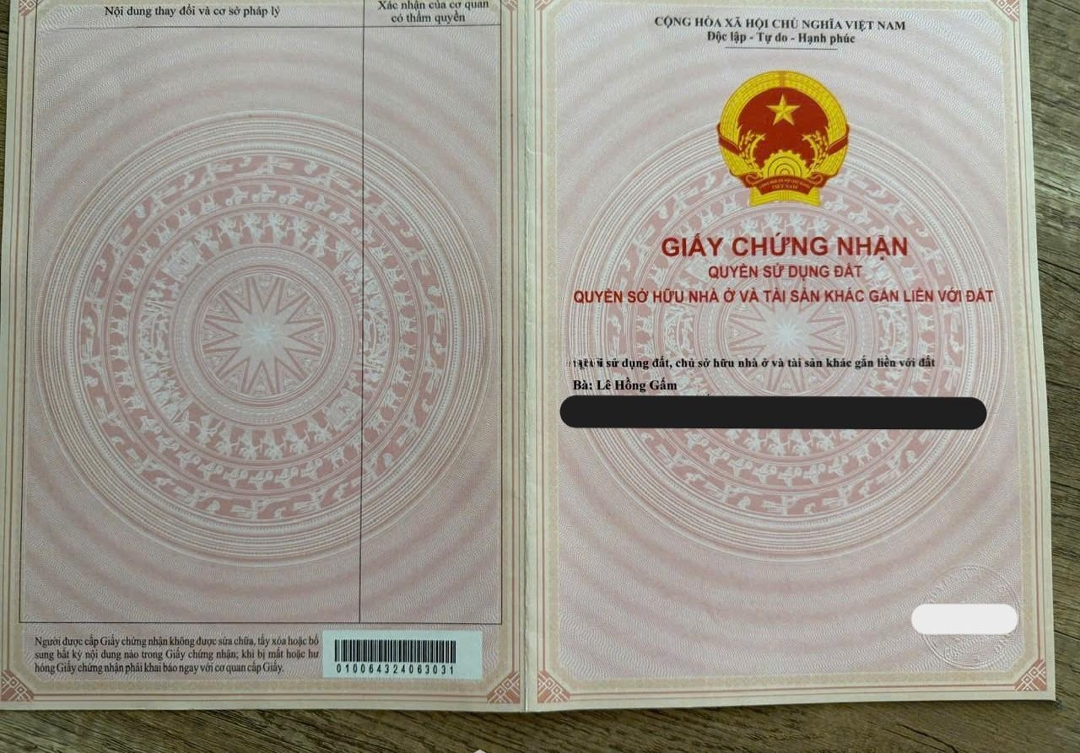 Nội dung thay đổi và cơ sở pháp lý
Xác nhận của cơ quan
có thẩm quyền
Người được cấp Giấy chứng nhận không được sửa chữa, tẩy xóa hoặc bổ
sung bất kỳ nội dung nào trong Giấy chứng nhận; khi bị mất hoặc hư
hỏng Giấy chứng nhận phải khai báo ngay với cơ quan cấp Giấy.
010064324063031
CỘNG HÒA XÃ HỘI CHỦ NGHĨA VIỆT NAM
Độc lập - Tự do - Hạnh phúc
VIỆT NAM
GIẤY CHỨNG NHẬN
QUYỀN SỬ DỤNG ĐẤT
QUYỀN SỞ HỮU NHÀ Ở VÀ TÀI SẢN KHÁC GẮN LIỀN VỚI ĐẤT
sử dụng đất, chủ sở hữu nhà ở và tài sản khác gắn liền với đất
Bà: Lê Hồng Gấm